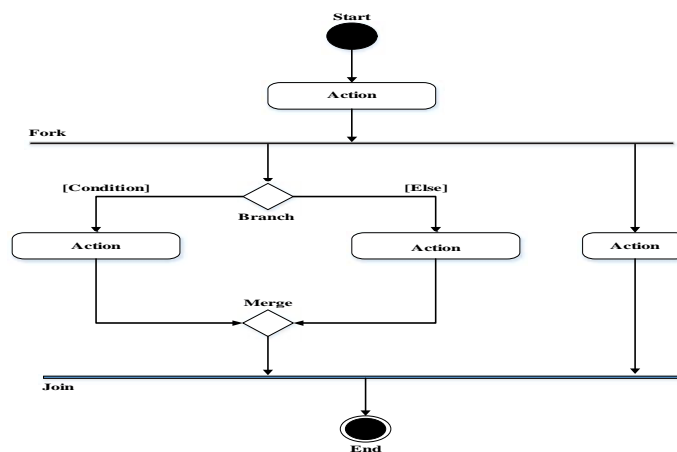 Start
Action
Fork
[Condition]
[Else]
Branch
Action
Action
Action
Merge
Join
End